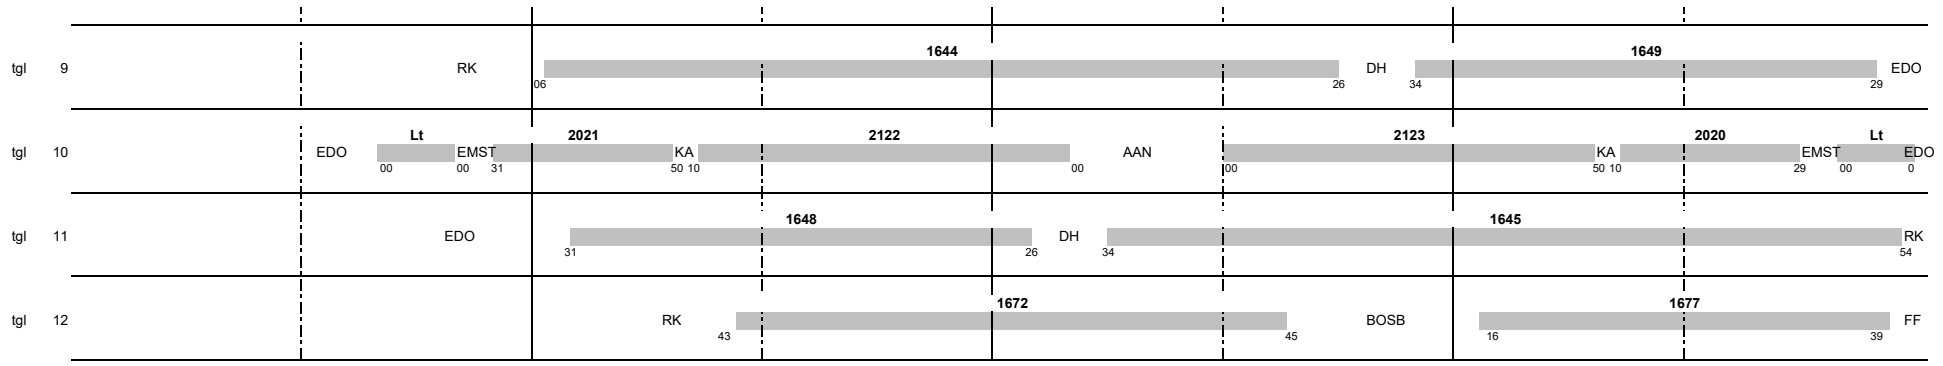 1644 1649
tgl 9 RK DH EDO
06 26 34 29
Lt 2021 2122 2123 2020 Lt
tgl 10 EDO EMST KA AAN KA EMST EDO
00 00 31 50 10 00 00 50 10 29 00 0
1648 1645
tgl 11 EDO DH RK
31 26 34 54
1672 1677
tgl 12 RK BOSB FF
43 45 16 39